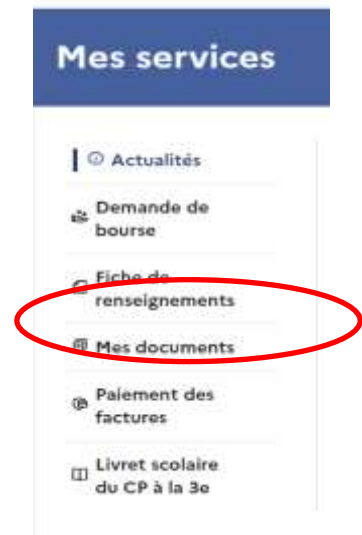 Mes services
Actualités
Demande de
bourse
Fiche de
renseignements
Mes documents
Paiement des
factures
Livret scolaire
du CP à la 3e